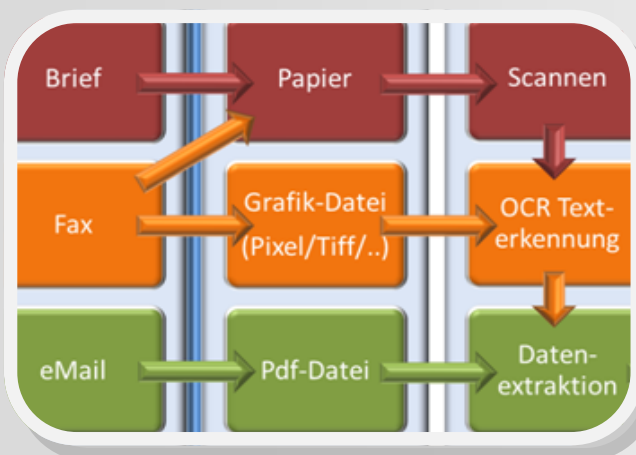 Brief
Papier
Scannen
Fax
Grafik-Datei
(Pixel/Tiff/..)
OCR Text-
erkennung
eMail
Pdf-Datei
Daten-
extraktion